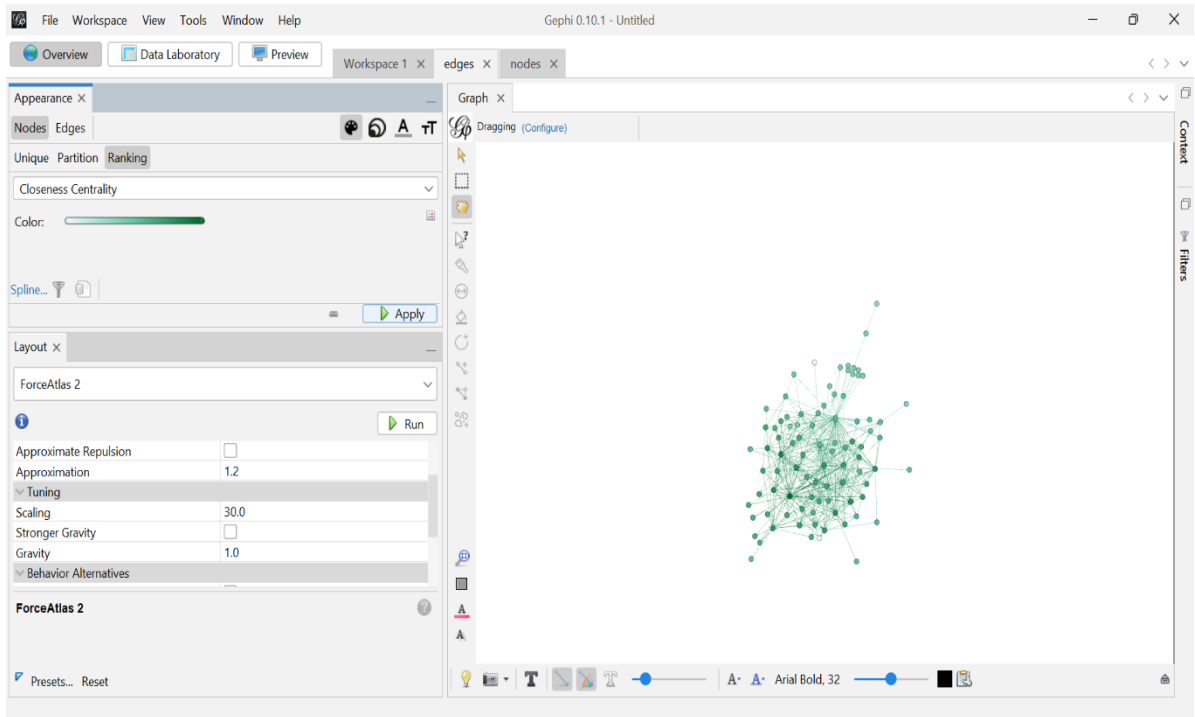 File Workspace View Tools Window Help Gephi 0.10.1 - Untitled
Overview Data Laboratory Preview Workspace 1 edges nodes
Appearance
Graph
Nodes Edges
Dragging (Configure)
Unique Partition Ranking
Closeness Centrality
Color:
Spline...
Apply
Layout
ForceAtlas 2
Run
Approximate Repulsion
Approximation 1.2
Tuning
Scaling 30.0
Stronger Gravity
Gravity 1.0
Behavior Alternatives
ForceAtlas 2
Presets... Reset
Arial Bold, 32
Context
Filters